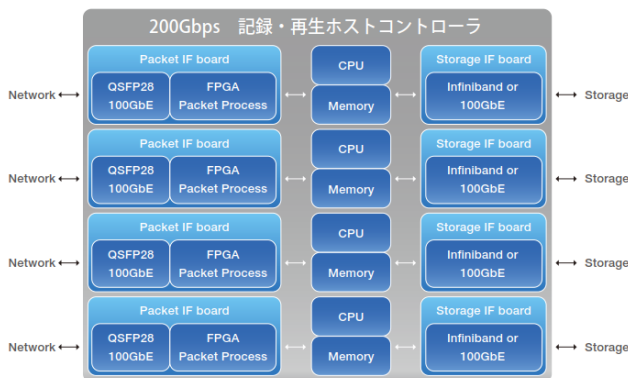 200Gbps 記録・再生ホストコントローラ
Packet IF board
CPU
Storage IF board
Network
QSFP28
100GbE
FPGA
Packet Process
Memory
Infiniband or
100GbE
Storage
Packet IF board
CPU
Storage IF board
Network
QSFP28
100GbE
FPGA
Packet Process
Memory
Infiniband or
100GbE
Storage
Packet IF board
CPU
Storage IF board
Network
QSFP28
100GbE
FPGA
Packet Process
Memory
Infiniband or
100GbE
Storage
Packet IF board
CPU
Storage IF board
Network
QSFP28
100GbE
FPGA
Packet Process
Memory
Infiniband or
100GbE
Storage